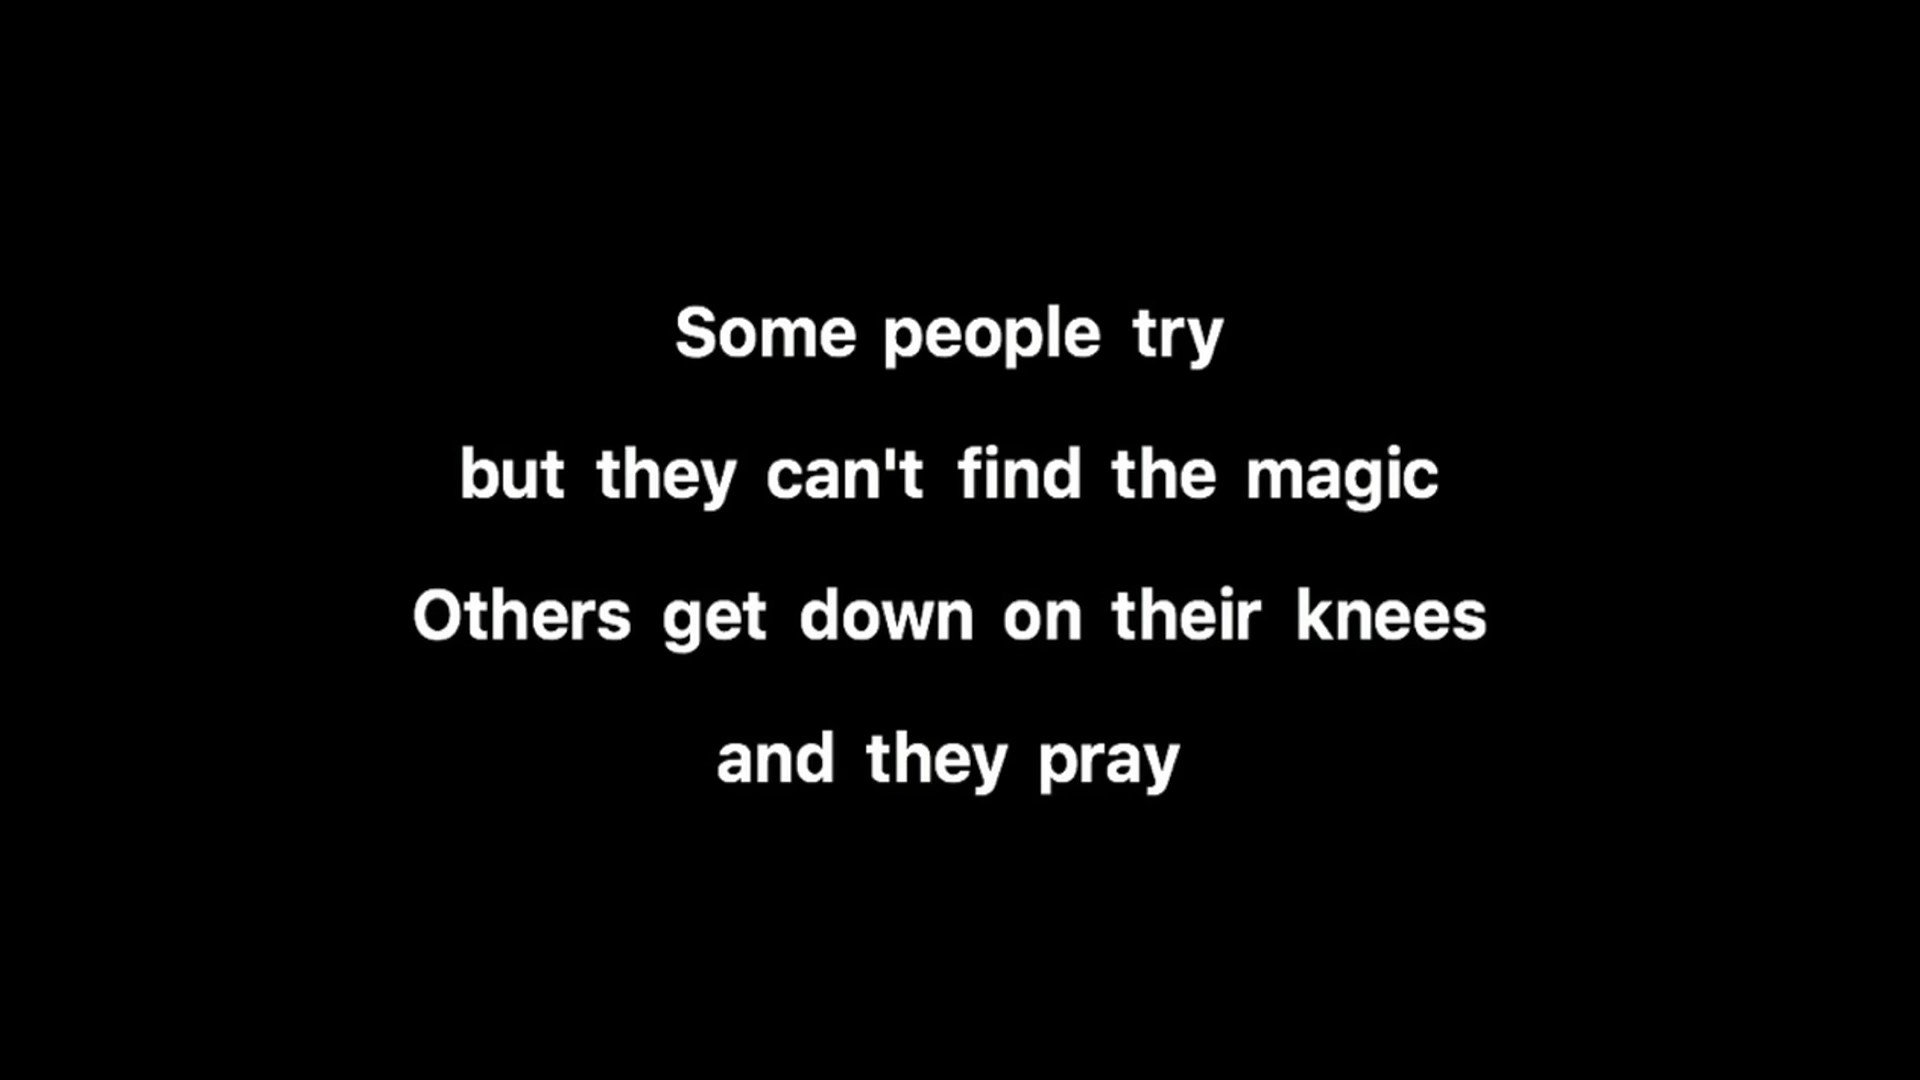 Some people try
but they can't find the magic
Others get down on their knees
and they pray